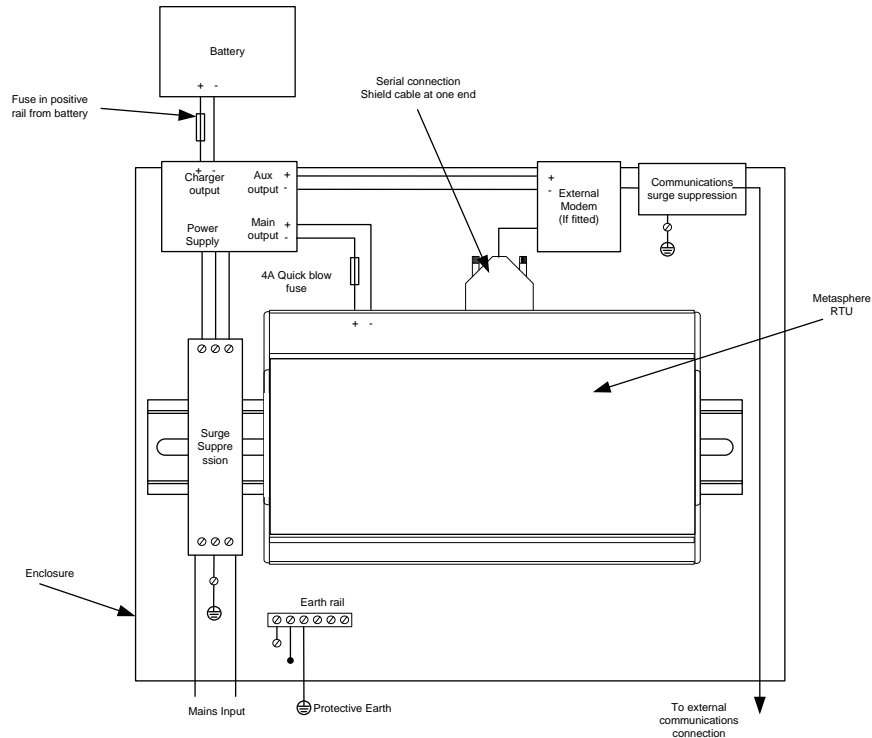 Battery
+ -
Fuse in positive
rail from battery
Serial connection
Shield cable at one end
+ -
Charger
output
Aux
output
+
-
Main
output
+
-
Power
Supply
+
-
External
Modem
(If fitted)
Communications
surge suppression
4A Quick blow
fuse
+ -
Metasphere
RTU
Surge
Suppre
ssion
Enclosure
Earth rail
Mains Input
Protective Earth
To external
communications
connection